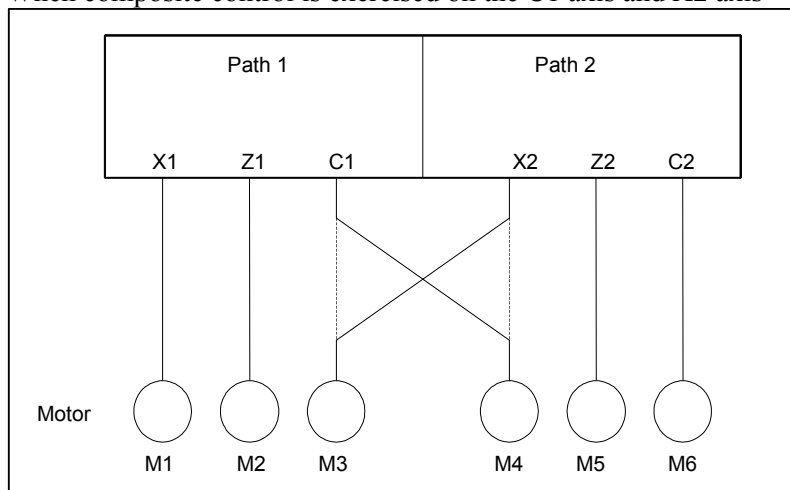 When composite control is exercised on the C1 axis and X2 axis
Path 1 Path 2
X1 Z1 C1 X2 Z2 C2
Motor
M1 M2 M3 M4 M5 M6